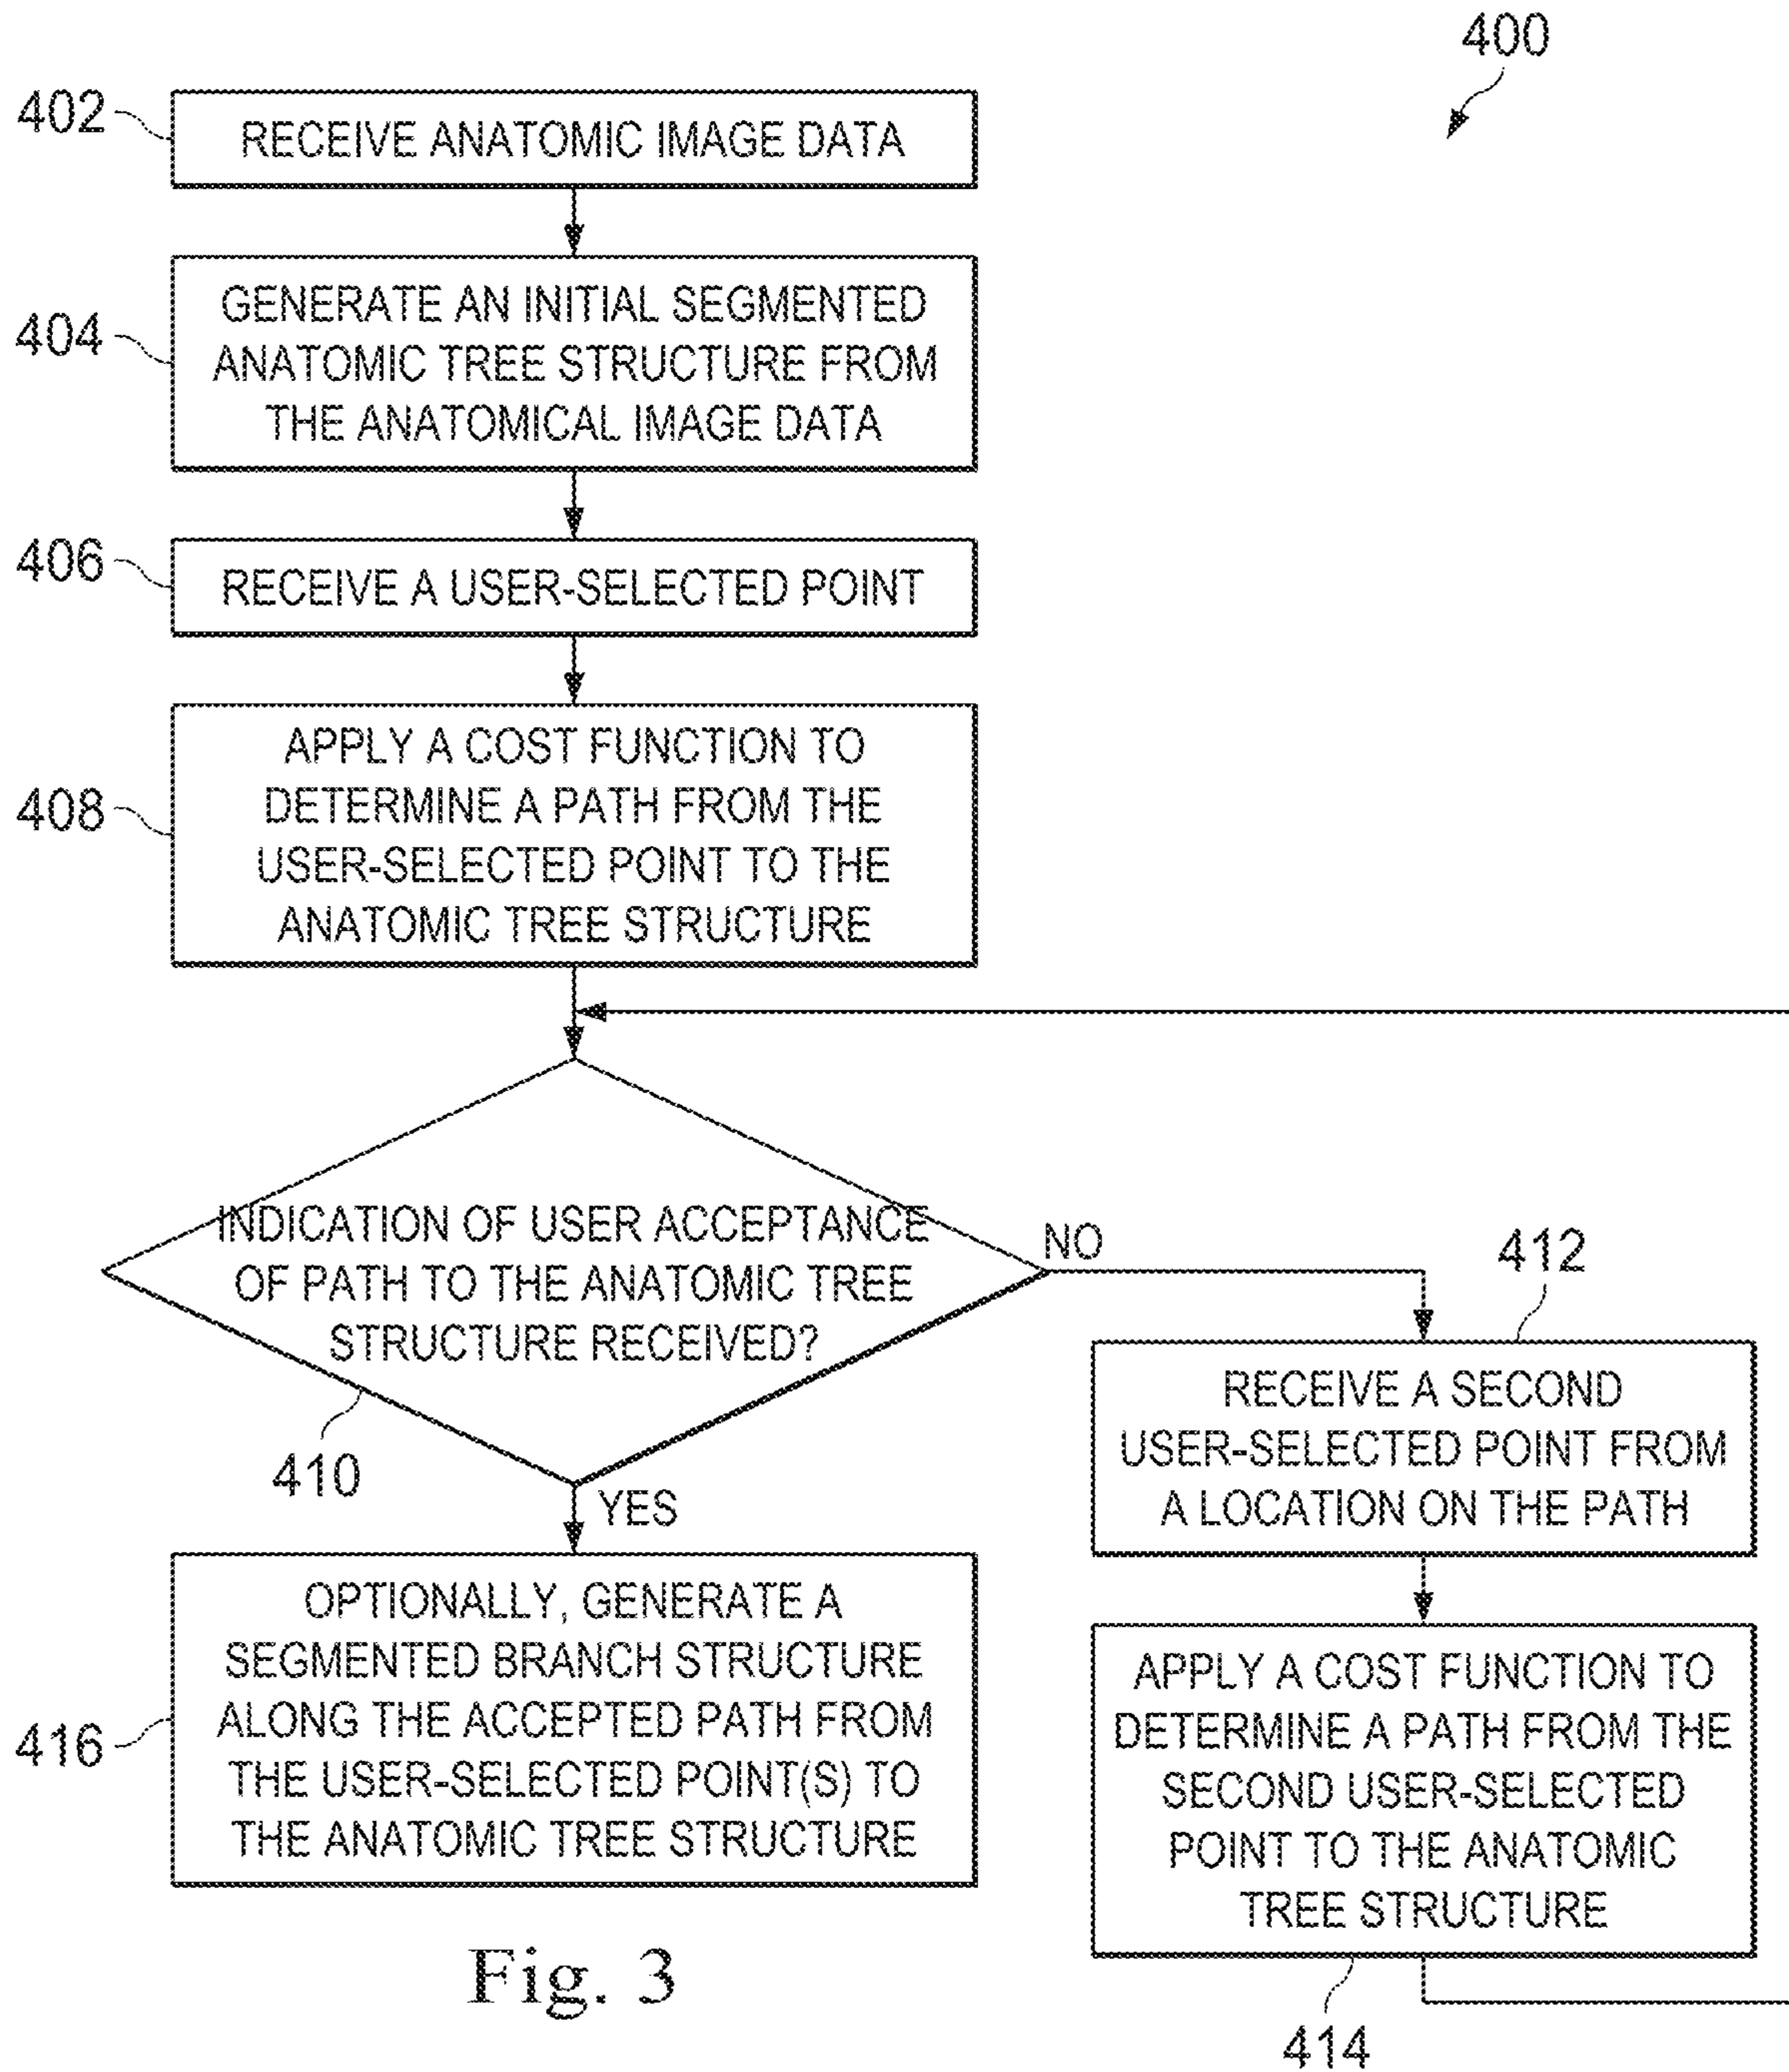 400
402
RECEIVE ANATOMIC IMAGE DATA
404
GENERATE AN INITIAL SEGMENTED
ANATOMIC TREE STRUCTURE FROM
THE ANATOMICAL IMAGE DATA
406
RECEIVE A USER-SELECTED POINT
408
APPLY A COST FUNCTION TO
DETERMINE A PATH FROM THE
USER-SELECTED POINT TO THE
ANATOMIC TREE STRUCTURE
INDICATION OF USER ACCEPTANCE
OF PATH TO THE ANATOMIC TREE
STRUCTURE RECEIVED?
410
NO
YES
412
RECEIVE A SECOND
USER-SELECTED POINT FROM
A LOCATION ON THE PATH
APPLY A COST FUNCTION TO
DETERMINE A PATH FROM THE
SECOND USER-SELECTED
POINT TO THE ANATOMIC
TREE STRUCTURE
414
416
OPTIONALLY, GENERATE A
SEGMENTED BRANCH STRUCTURE
ALONG THE ACCEPTED PATH FROM
THE USER-SELECTED POINT(S) TO
THE ANATOMIC TREE STRUCTURE
Fig. 3